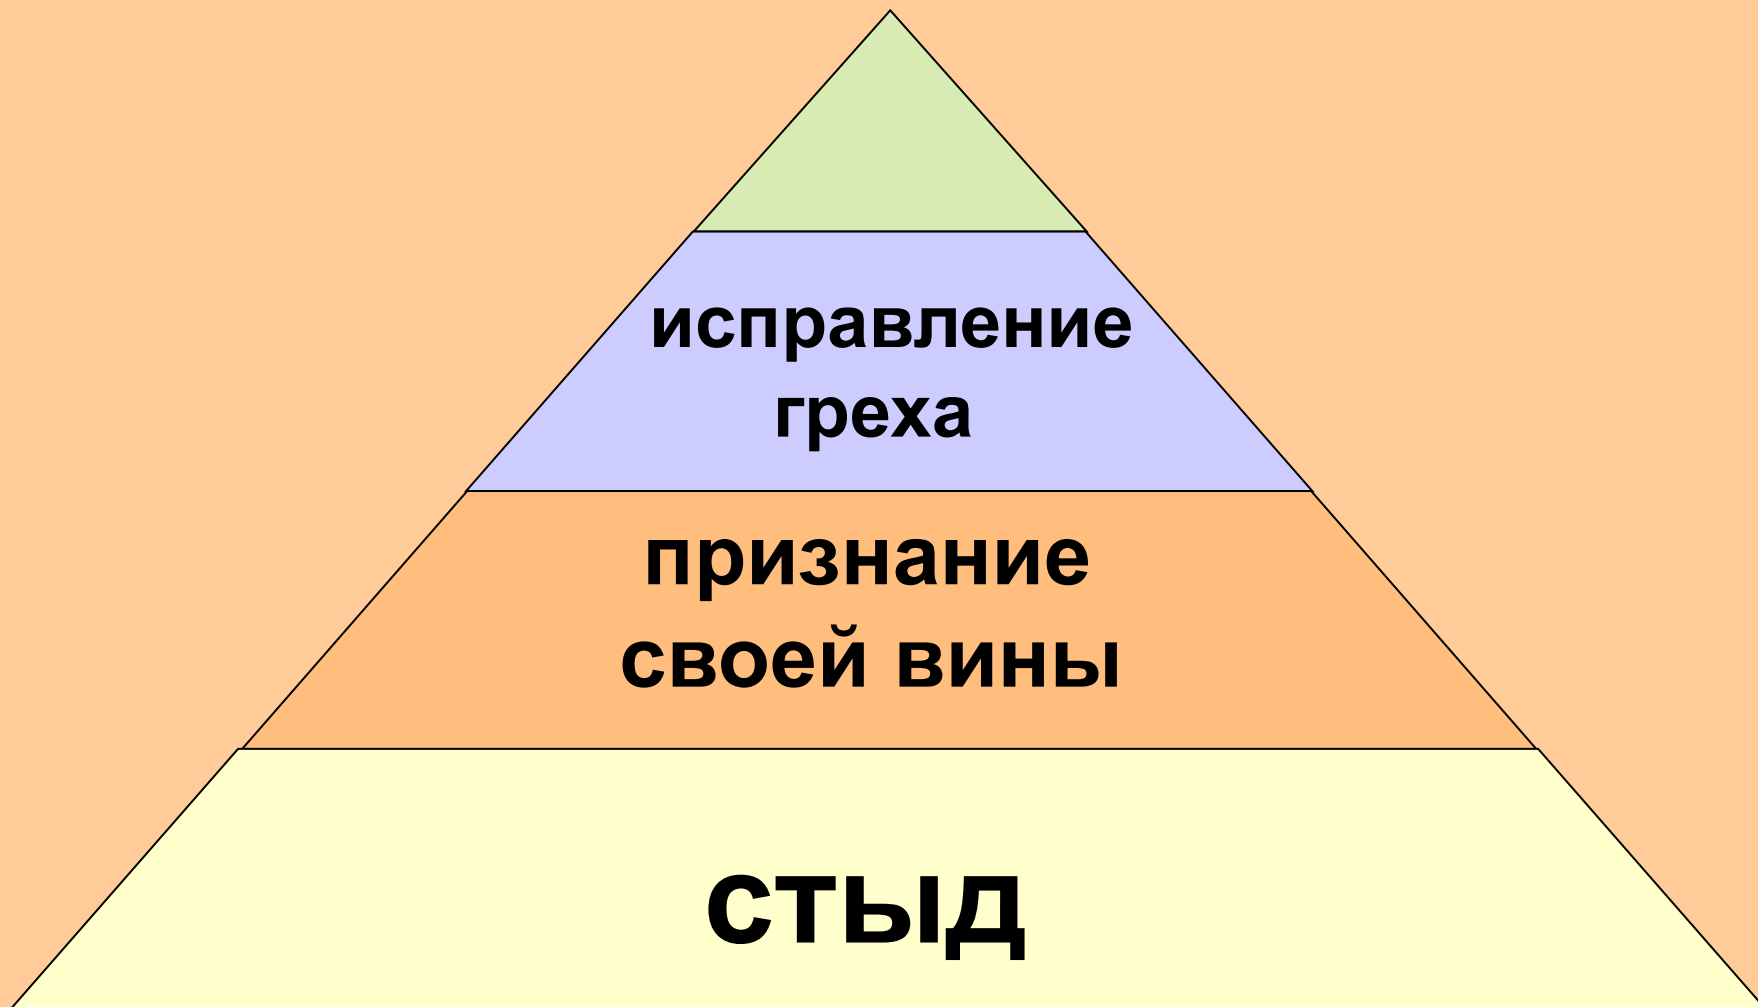 исправление
греха
признание
своей вины
стыд